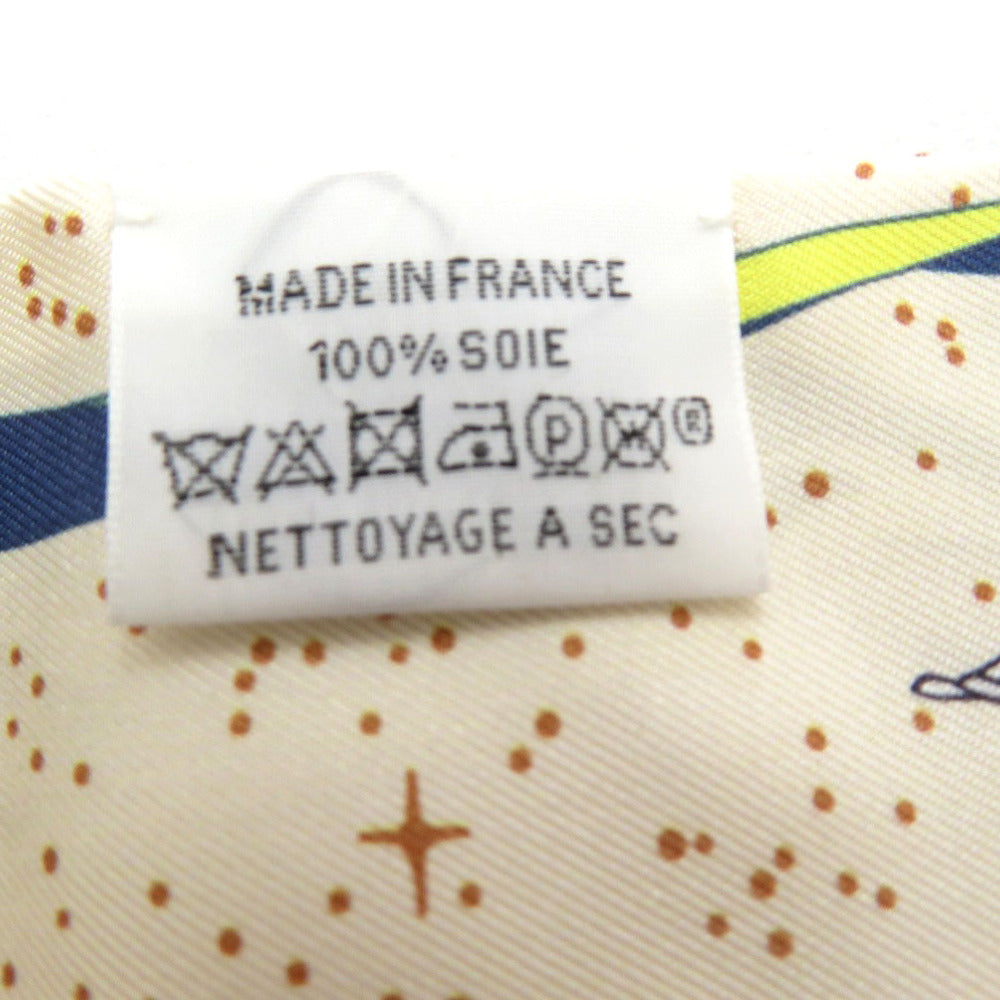 MADE IN FRANCE
100% SOIE
P ®
NETTOYAGE A SEC